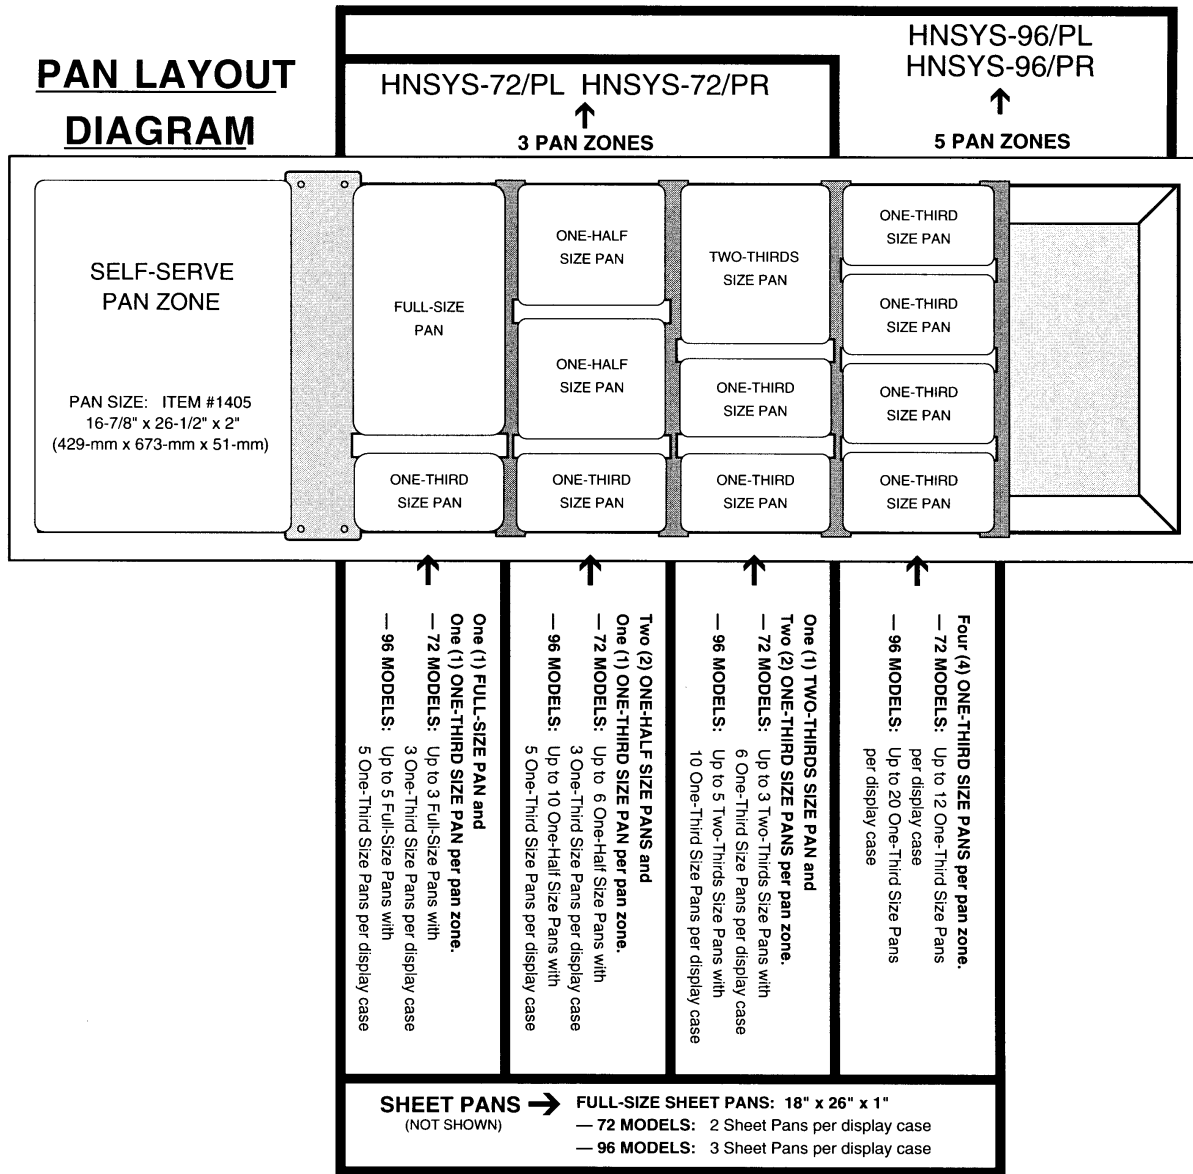 PAN LAYOUT
DIAGRAM
HNSYS-72/PL HNSYS-72/PR
3 PAN ZONES
HNSYS-96/PL
HNSYS-96/PR
5 PAN ZONES
SELF-SERVE
PAN ZONE
PAN SIZE: ITEM #1405
16-7/8" x 26-1/2" x 2"
(429-mm x 673-mm x 51-mm)
FULL-SIZE
PAN
ONE-THIRD
SIZE PAN
ONE-HALF
SIZE PAN
ONE-HALF
SIZE PAN
ONE-THIRD
SIZE PAN
TWO-THIRDS
SIZE PAN
ONE-THIRD
SIZE PAN
ONE-THIRD
SIZE PAN
ONE-THIRD
SIZE PAN
ONE-THIRD
SIZE PAN
ONE-THIRD
SIZE PAN
ONE-THIRD
SIZE PAN
One (1) FULL-SIZE PAN and
One (1) ONE-THIRD SIZE PAN per pan zone.
— 72 MODELS: Up to 3 Full-Size Pans with
3 One-Third Size Pans per display case
— 96 MODELS: Up to 5 Full-Size Pans with
5 One-Third Size Pans per display case
Two (2) ONE-HALF SIZE PANS and
One (1) ONE-THIRD SIZE PAN per pan zone.
— 72 MODELS: Up to 6 One-Half Size Pans with
3 One-Third Size Pans per display case
— 96 MODELS: Up to 10 One-Half Size Pans with
5 One-Third Size Pans per display case
One (1) TWO-THIRDS SIZE PAN and
Two (2) ONE-THIRD SIZE PANS per pan zone.
— 72 MODELS: Up to 3 Two-Thirds Size Pans with
6 One-Third Size Pans per display case
— 96 MODELS: Up to 5 Two-Thirds Size Pans with
10 One-Third Size Pans per display case
Four (4) ONE-THIRD SIZE PANS per pan zone.
— 72 MODELS: Up to 12 One-Third Size Pans
per display case
— 96 MODELS: Up to 20 One-Third Size Pans
per display case
SHEET PANS
(NOT SHOWN)
FULL-SIZE SHEET PANS: 18" x 26" x 1"
— 72 MODELS: 2 Sheet Pans per display case
— 96 MODELS: 3 Sheet Pans per display case